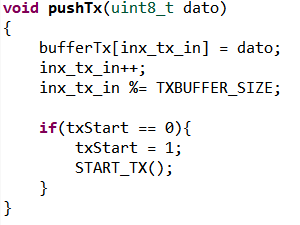 void pushTx(uint8_t dato)
{
    bufferTx[inx_tx_in] = dato;
    inx_tx_in++;
    inx_tx_in %= TXBUFFER_SIZE;

    if(txStart == 0){
        txStart = 1;
        START_TX();
    }
}